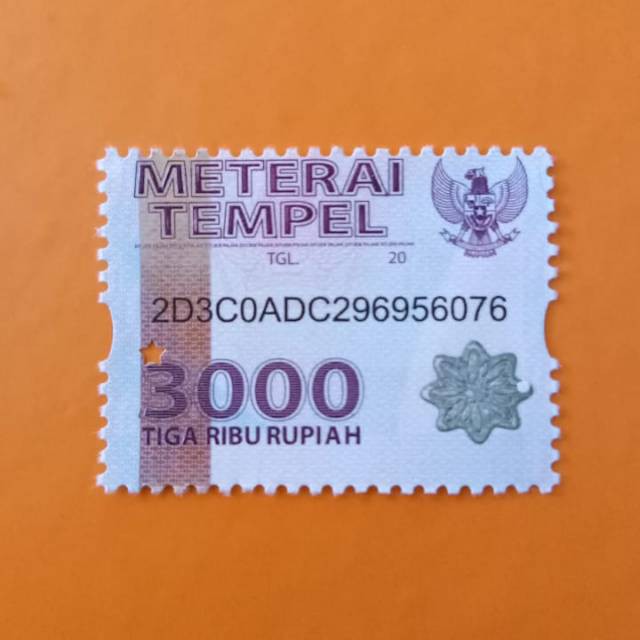 METERAI
TEMPEL
TGL. 20
2D3C0ADC296956076
3000
TIGA RIBU RUPIAH